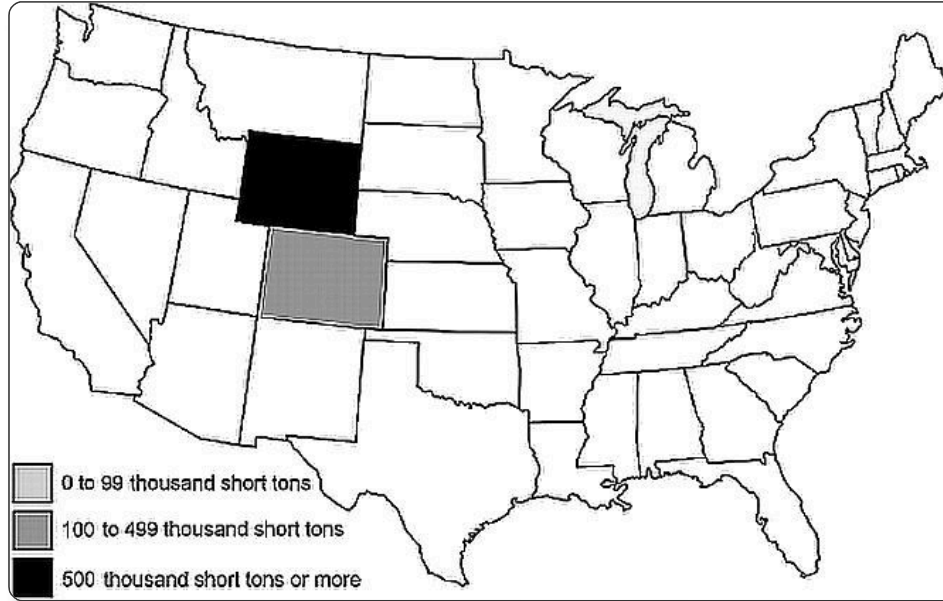 0 to 99 thousand short tons
100 to 499 thousand short tons
500 thousand short tons or more